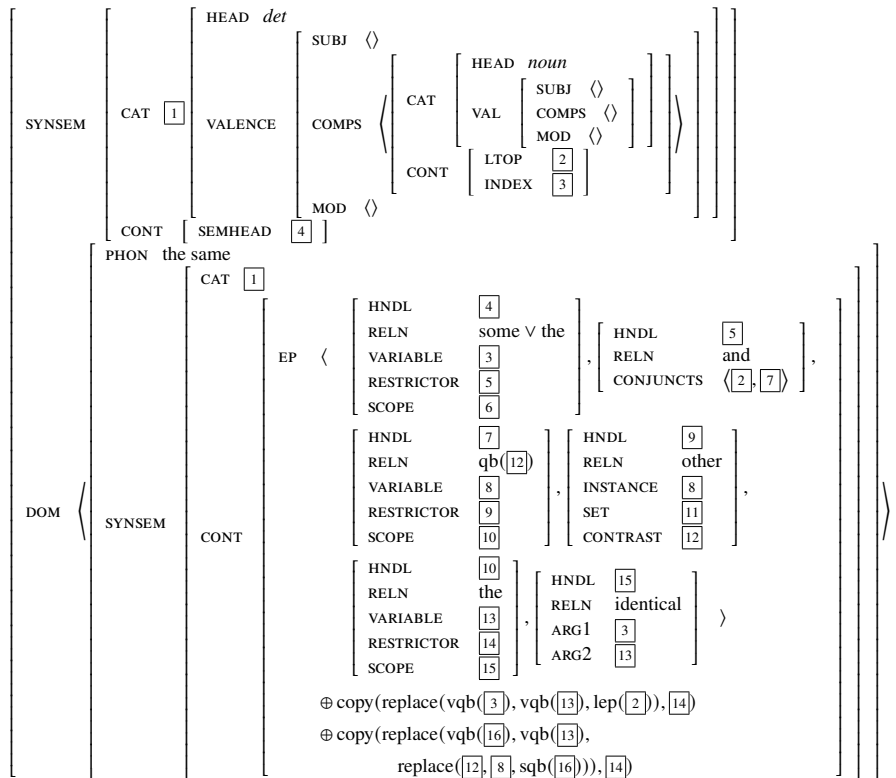 HEAD det
SUBJ ⟨⟩
HEAD noun
SUBJ ⟨⟩
CAT
CAT 1
VAL
COMPS ⟨⟩
SYNSEM
VALENCE
COMPS
MOD ⟨⟩
LTOP 2
CONT
INDEX 3
MOD ⟨⟩
CONT [ SEMHEAD 4 ]
PHON the same
CAT 1
HNDL 4
RELN some ∨ the
HNDL 5
EP ⟨
VARIABLE 3
,
RELN and
,
RESTRICTOR 5
CONJUNCTS ⟨2, 7⟩
SCOPE 6
HNDL 7
HNDL 9
RELN qb(12)
RELN other
VARIABLE 8
,
INSTANCE 8
,
DOM
SYNSEM
RESTRICTOR 9
SET 11
CONT
SCOPE 10
CONTRAST 12
HNDL 10
HNDL 15
RELN the
RELN identical
VARIABLE 13
,
ARG1 3
⟩
RESTRICTOR 14
ARG2 13
SCOPE 15
⊕ copy(replace(vqb(3), vqb(13), lep(2)), 14)
⊕ copy(replace(vqb(16), vqb(13),
replace(12, 8, sqb(16))), 14)